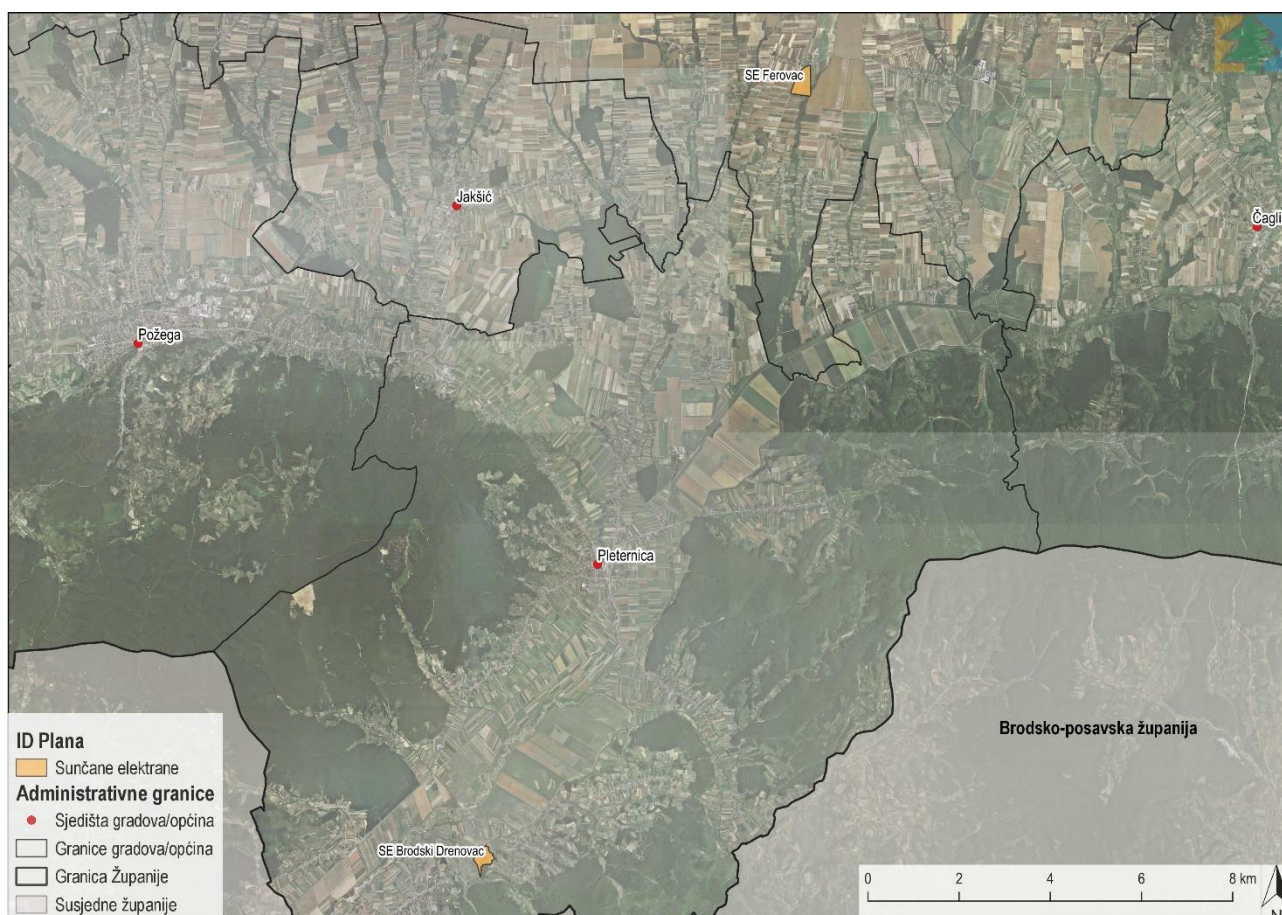 SE Ferovac
Jakšić
Čagli
Požega
Pleternica
Brodsko-posavska županija
SE Brodski Drenovac
ID Plana
Sunčane elektrane
Administrativne granice
Sjedišta gradova/općina
Granice gradova/općina
Granica Županije
Susjedne županije
0 2 4 6 8 km
N